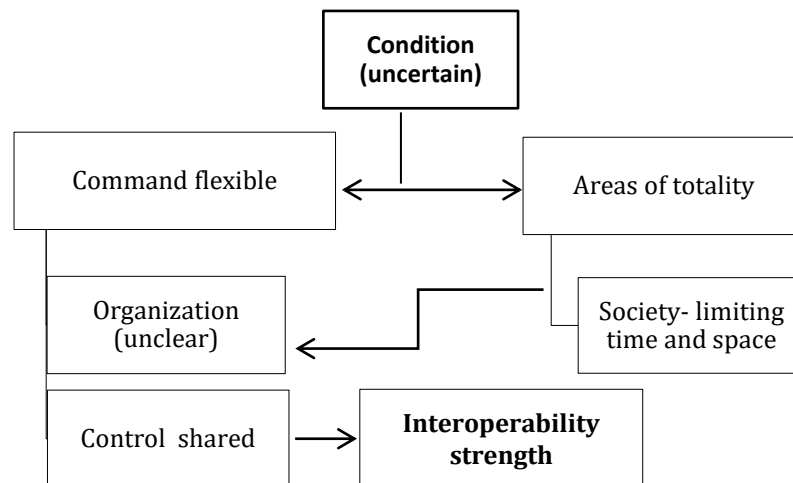 Condition
(uncertain)
Command flexible
Areas of totality
Organization
(unclear)
Society- limiting
time and space
Control  shared
Interoperability
strength